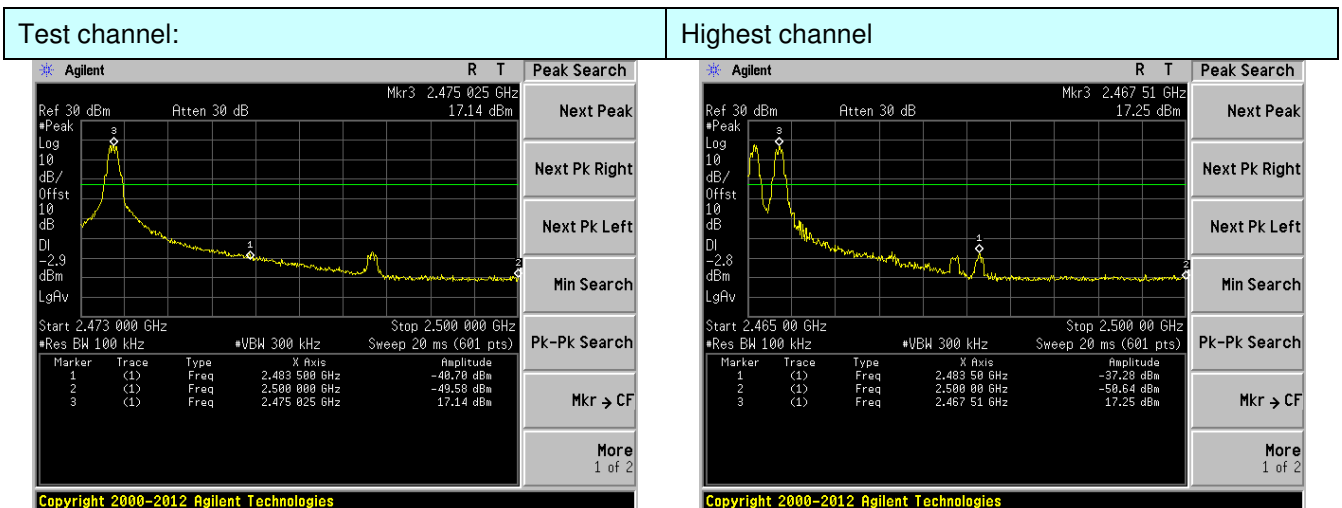 Test channel:
Highest channel
Agilent
R T
Peak Search
Mkr3 2.475 025 GHz
Ref 30 dBm Atten 30 dB 17.14 dBm
#Peak
Log
10
dB/
Offst
10
dB
DI
-2.9
dBm
LgAv
3
1
2
Start 2.473 000 GHz Stop 2.500 000 GHz
#Res BW 100 kHz #VBW 300 kHz Sweep 20 ms (601 pts)
Marker Trace Type X Axis Amplitude
1 (1) Freq 2.483 500 GHz -40.70 dBm
2 (1) Freq 2.500 000 GHz -49.58 dBm
3 (1) Freq 2.475 025 GHz 17.14 dBm
Next Peak
Next Pk Right
Next Pk Left
Min Search
Pk-Pk Search
Mkr → CF
More
1 of 2
Copyright 2000-2012 Agilent Technologies
Agilent
R T
Peak Search
Mkr3 2.467 51 GHz
Ref 30 dBm Atten 30 dB 17.25 dBm
#Peak
Log
10
dB/
Offst
10
dB
DI
-2.8
dBm
LgAv
3
1
2
Start 2.465 00 GHz Stop 2.500 00 GHz
#Res BW 100 kHz #VBW 300 kHz Sweep 20 ms (601 pts)
Marker Trace Type X Axis Amplitude
1 (1) Freq 2.483 50 GHz -37.28 dBm
2 (1) Freq 2.500 00 GHz -50.64 dBm
3 (1) Freq 2.467 51 GHz 17.25 dBm
Next Peak
Next Pk Right
Next Pk Left
Min Search
Pk-Pk Search
Mkr → CF
More
1 of 2
Copyright 2000-2012 Agilent Technologies